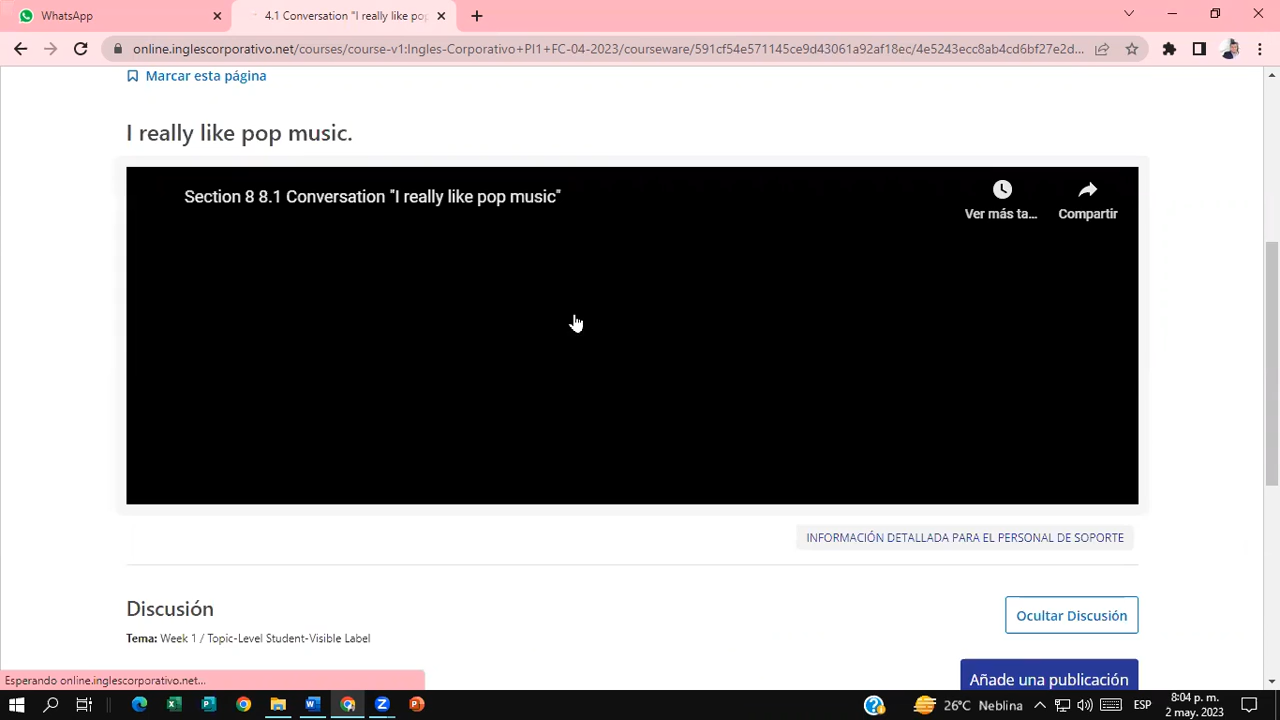 WhatsApp
4.1 Conversation "I really like po
online.inglescorporativo.net/courses/course-v1:Ingles-Corporativo+PI1+FC-04-2023/courseware/591cf54e571145ce9d43061a92af18ec/4e5243ecc8ab4cd6bf27e2d...
Marcar esta página
I really like pop music.
Section 8 8.1 Conversation "I really like pop music"
Ver más ta...
Compartir
INFORMACIÓN DETALLADA PARA EL PERSONAL DE SOPORTE
Discusión
Ocultar Discusión
Tema: Week 1 / Topic-Level Student-Visible Label
Añade una publicación
Esperando online.inglescorporativo.net...
26°C Neblina
ESP
8:04 p. m.
2 may. 2023